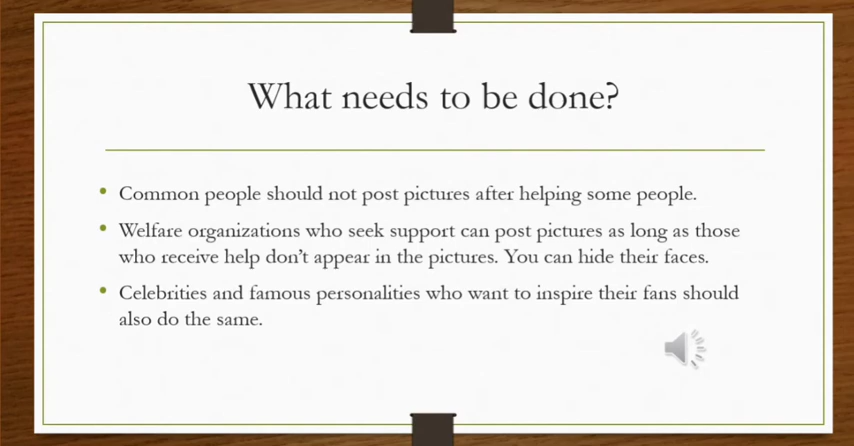 What needs to be done?
• Common people should not post pictures after helping some people.
• Welfare organizations who seek support can post pictures as long as those
who receive help don’t appear in the pictures. You can hide their faces.
• Celebrities and famous personalities who want to inspire their fans should
also do the same.